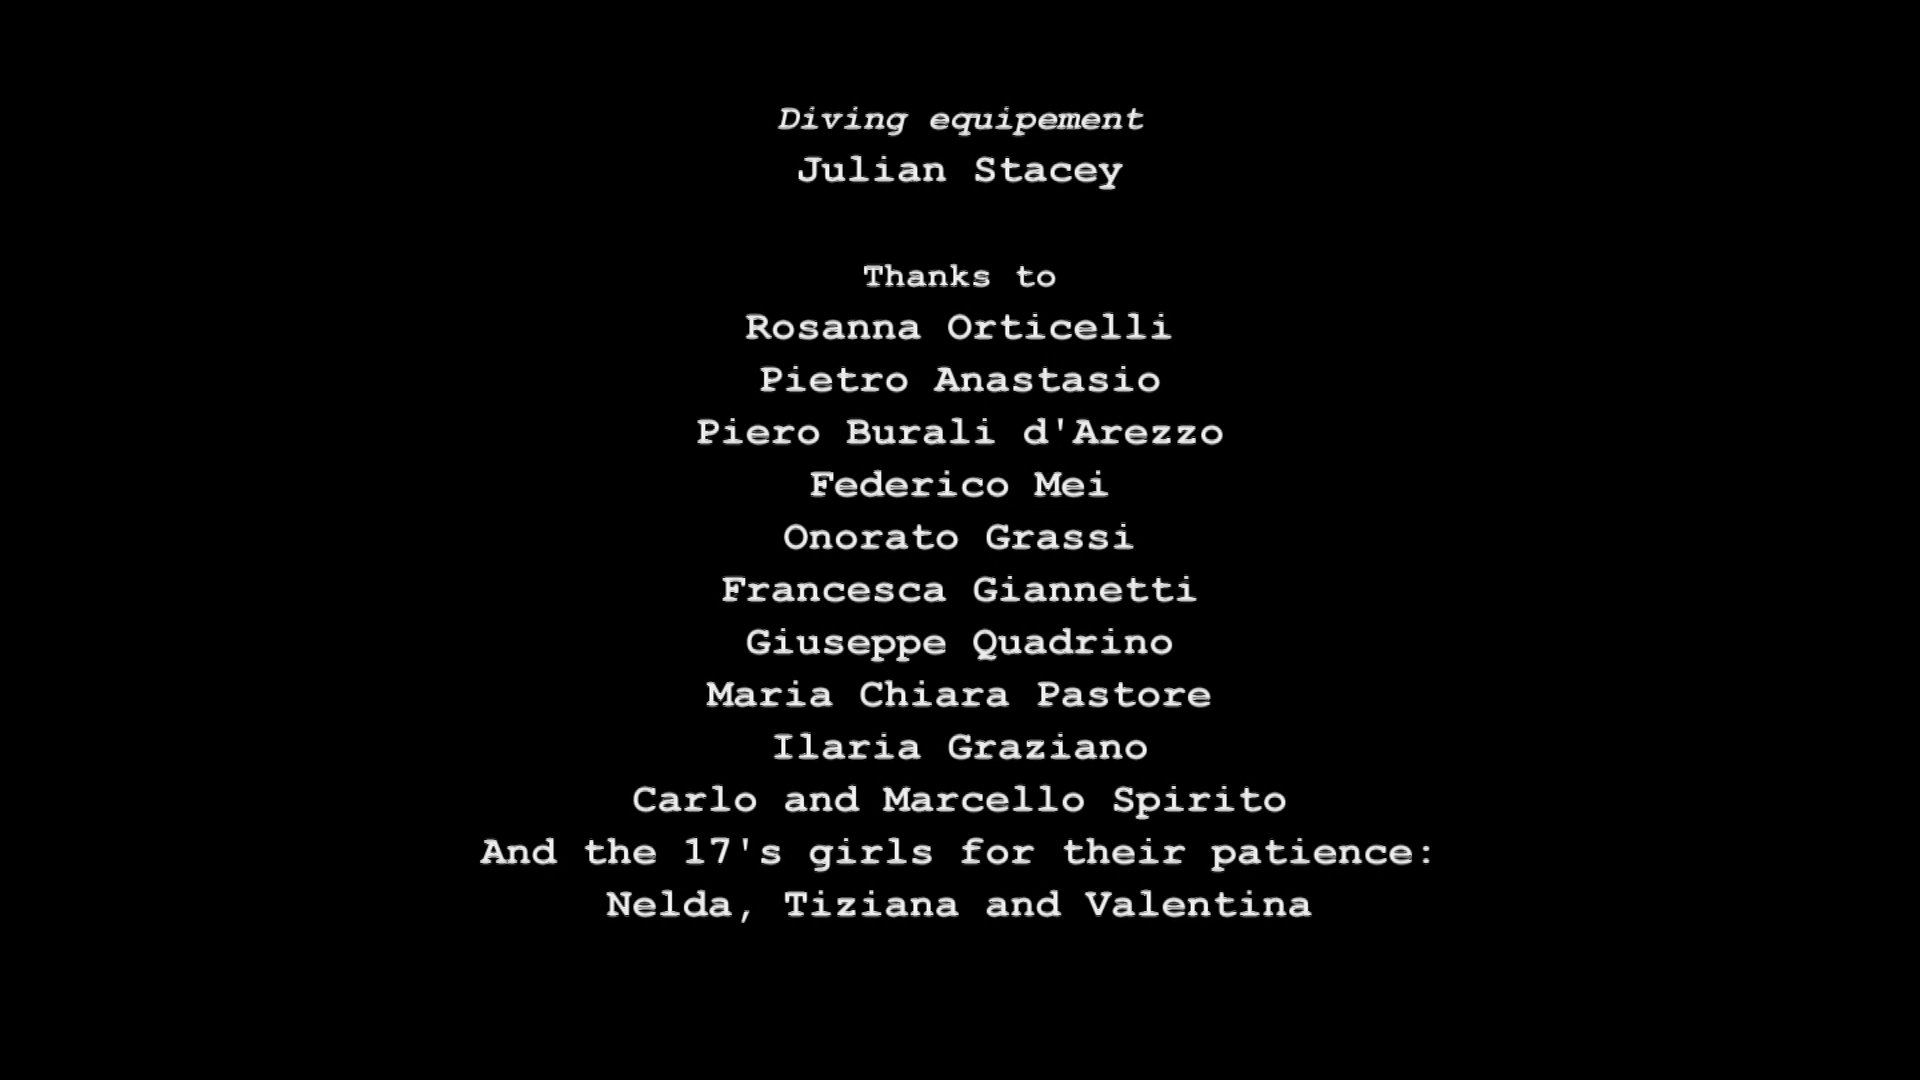 Diving equipement
Julian Stacey
Thanks to
Rosanna Orticelli
Pietro Anastasio
Piero Burali d'Arezzo
Federico Mei
Onorato Grassi
Francesca Giannetti
Giuseppe Quadrino
Maria Chiara Pastore
Ilaria Graziano
Carlo and Marcello Spirito
And the 17's girls for their patience:
Nelda, Tiziana and Valentina